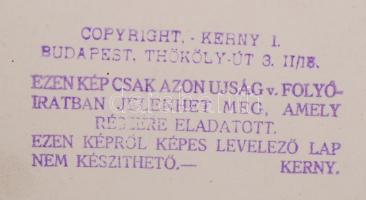 COPYRIGHT, - KERNY I.
BUDAPEST, THÖKÖLY-ÚT 3. II/18.
EZEN KÉP CSAK AZON UJSÁG v. FOLYÓ-
IRATBAN JELENHET MEG, AMELY
RÉSZÉRE ELADATOTT.
EZEN KÉPRŐL KÉPES LEVELEZŐ LAP
NEM KÉSZÍTHETŐ.— KERNY.